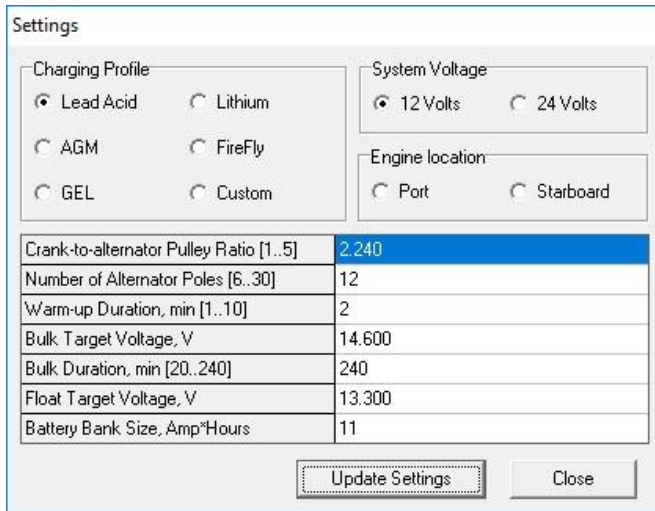 Settings
Charging Profile
Lead Acid
Lithium
AGM
FireFly
GEL
Custom
System Voltage
12 Volts
24 Volts
Engine location
Port
Starboard
Crank-to-alternator Pulley Ratio [1..5] 2.240
Number of Alternator Poles [6..30] 12
Warm-up Duration, min [1..10] 2
Bulk Target Voltage, V 14.600
Bulk Duration, min [20..240] 240
Float Target Voltage, V 13.300
Battery Bank Size, Amp*Hours 11
Update Settings
Close